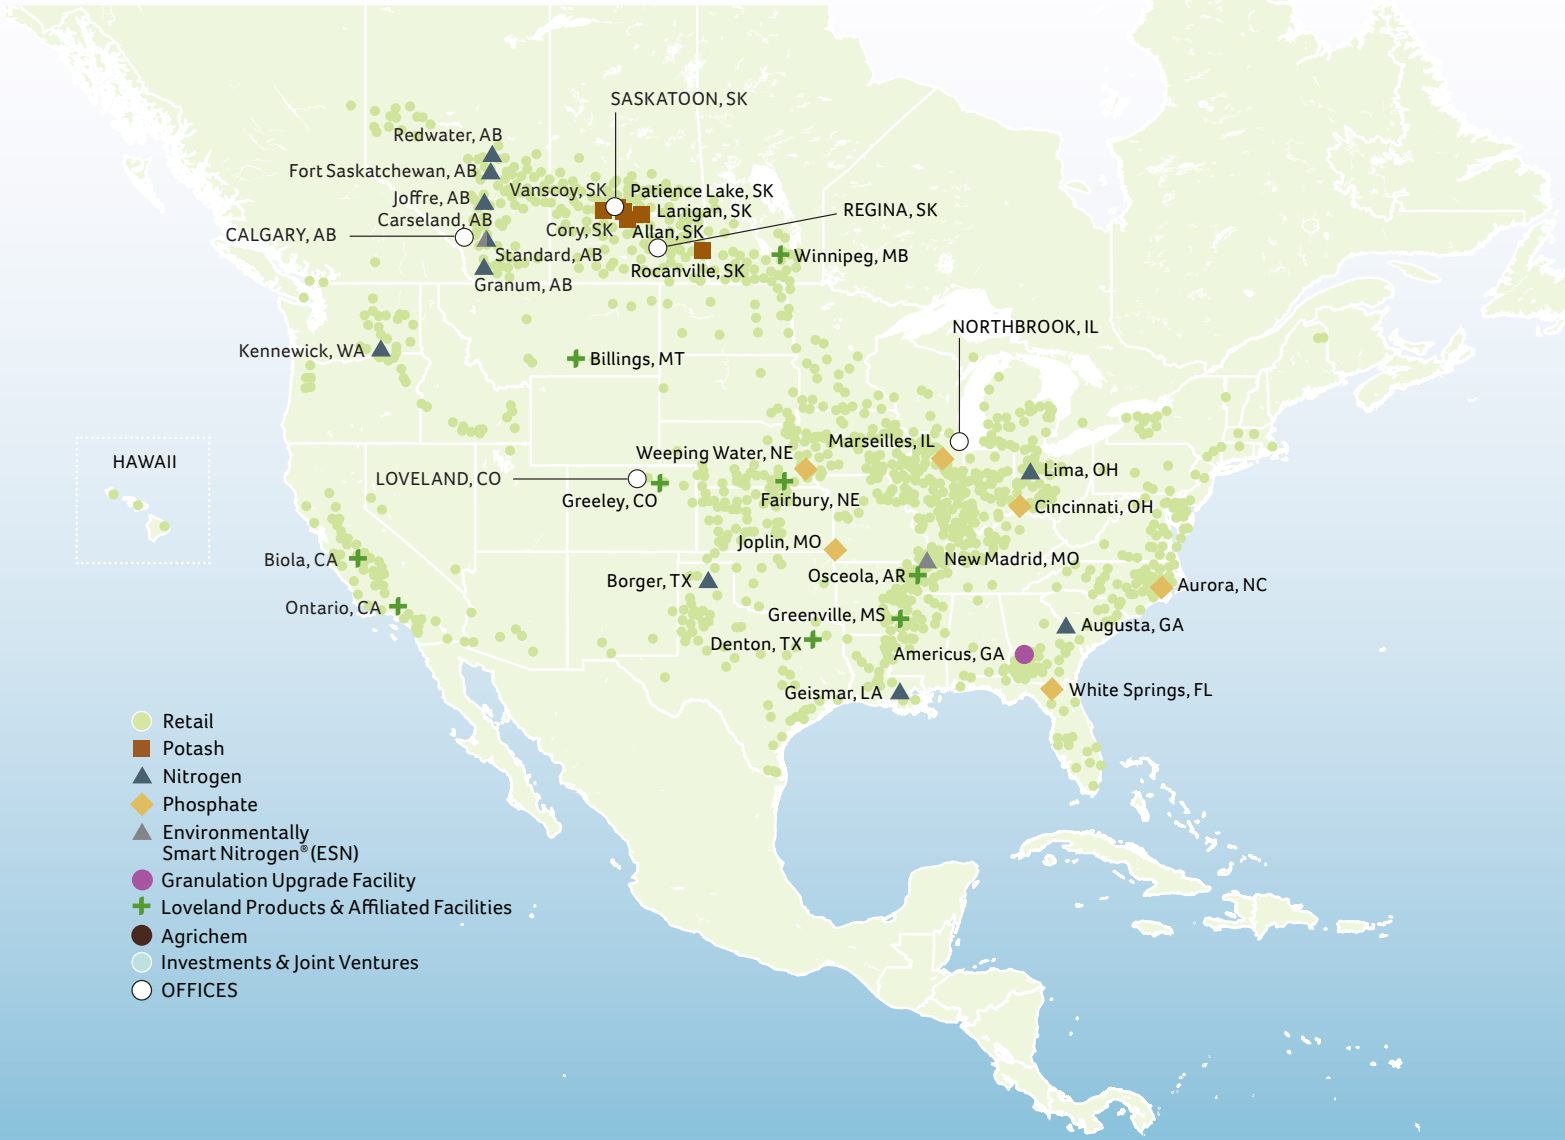 SASKATOON, SK
Redwater, AB
Fort Saskatchewan, AB
Vanscoy, SK
Patience Lake, SK
Joffre, AB
Lanigan, SK
REGINA, SK
Carseland, AB
Cory, SK
Allan, SK
CALGARY, AB
Standard, AB
Winnipeg, MB
Rocanville, SK
Granum, AB
NORTHBROOK, IL
Kennewick, WA
Billings, MT
Marseilles, IL
Weeping Water, NE
HAWAII
Lima, OH
LOVELAND, CO
Greeley, CO
Fairbury, NE
Cincinnati, OH
Joplin, MO
Biola, CA
New Madrid, MO
Borger, TX
Osceola, AR
Aurora, NC
Ontario, CA
Greenville, MS
Augusta, GA
Denton, TX
Americus, GA
Geismar, LA
White Springs, FL
Retail
Potash
Nitrogen
Phosphate
Environmentally
Smart Nitrogen® (ESN)
Granulation Upgrade Facility
Loveland Products & Affiliated Facilities
Agrichem
Investments & Joint Ventures
OFFICES